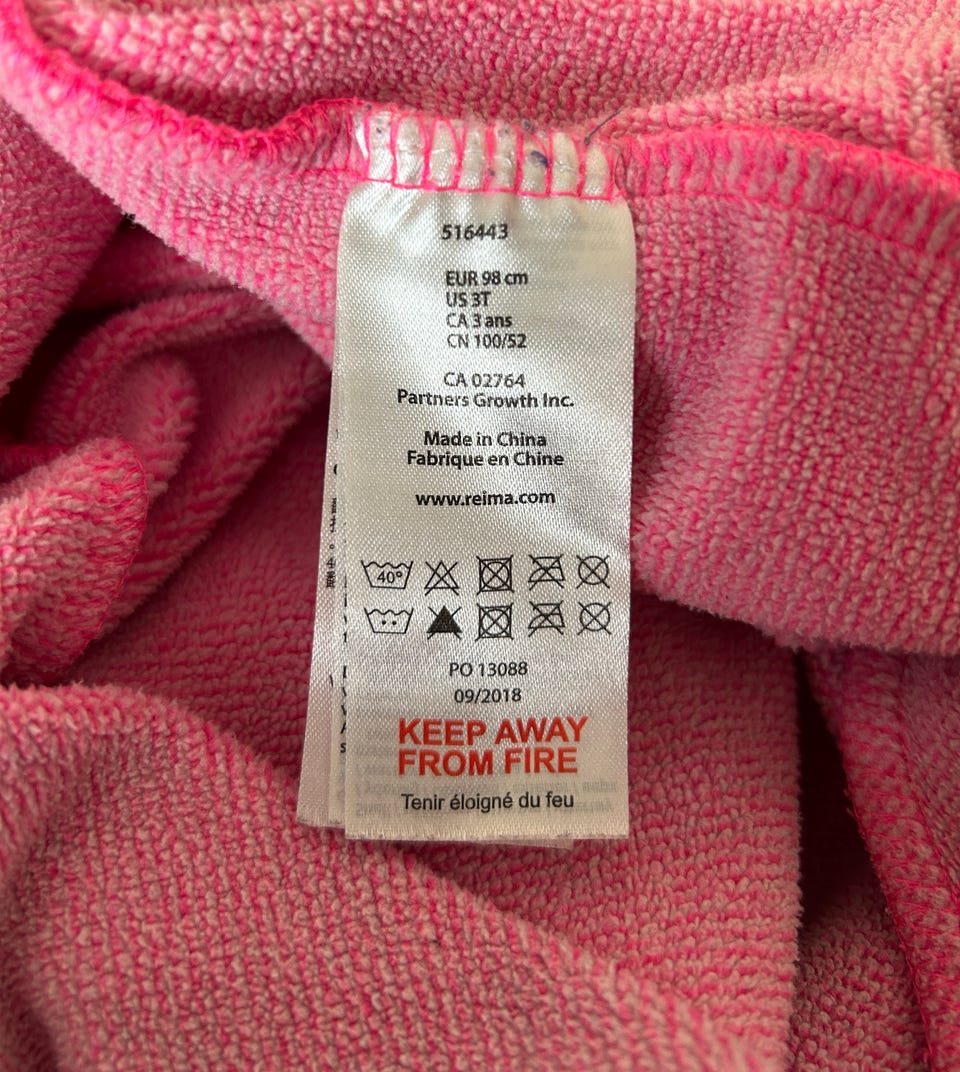 516443
EUR 98 cm
US 3T
CA 3 ans
CN 100/52
CA 02764
Partners Growth Inc.
Made in China
Fabrique en Chine
www.reima.com
40°
PO 13088
09/2018
KEEP AWAY
FROM FIRE
Tenir éloigné du feu